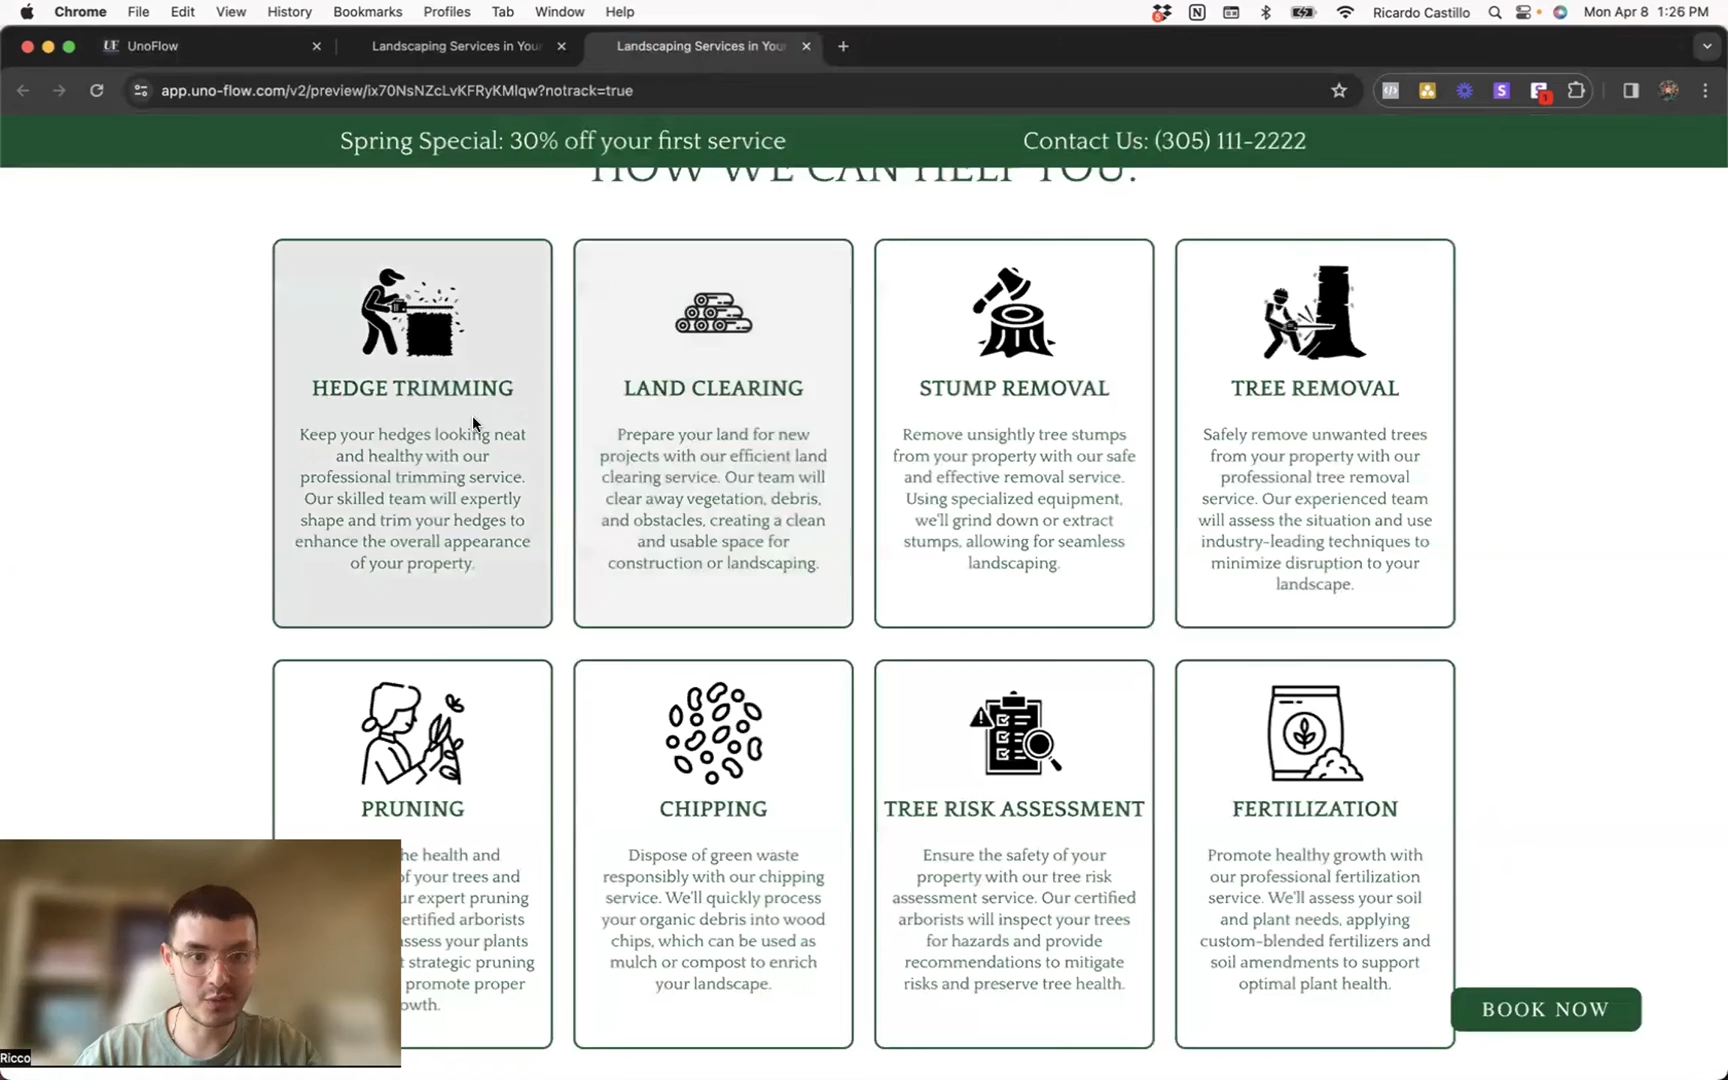 Chrome File Edit View History Bookmarks Profiles Tab Window Help Ricardo Castillo Mon Apr 8 1:26 PM
UnoFlow Landscaping Services in You Landscaping Services in You
app.uno-flow.com/v2/preview/ix70NsNZcLvKFRyKMlqw?notrack=true
Spring Special: 30% off your first service Contact Us: (305) 111-2222
HOW WE CAN HELP YOU?
HEDGE TRIMMING
Keep your hedges looking neat
and healthy with our
professional trimming service.
Our skilled team will expertly
shape and trim your hedges to
enhance the overall appearance
of your property.
LAND CLEARING
Prepare your land for new
projects with our efficient land
clearing service. Our team will
clear away vegetation, debris,
and obstacles, creating a clean
and usable space for
construction or landscaping.
STUMP REMOVAL
Remove unsightly tree stumps
from your property with our safe
and effective removal service.
Using specialized equipment,
we'll grind down or extract
stumps, allowing for seamless
landscaping.
TREE REMOVAL
Safely remove unwanted trees
from your property with our
professional tree removal
service. Our experienced team
will assess the situation and use
industry-leading techniques to
minimize disruption to your
landscape.
PRUNING
he health and
of your trees and
ur expert pruning
ertified arborists
assess your plants
t strategic pruning
promote proper
owth.
CHIPPING
Dispose of green waste
responsibly with our chipping
service. We'll quickly process
your organic debris into wood
chips, which can be used as
mulch or compost to enrich
your landscape.
TREE RISK ASSESSMENT
Ensure the safety of your
property with our tree risk
assessment service. Our certified
arborists will inspect your trees
for hazards and provide
recommendations to mitigate
risks and preserve tree health.
FERTILIZATION
Promote healthy growth with
our professional fertilization
service. We'll assess your soil
and plant needs, applying
custom-blended fertilizers and
soil amendments to support
optimal plant health.
BOOK NOW
Ricco